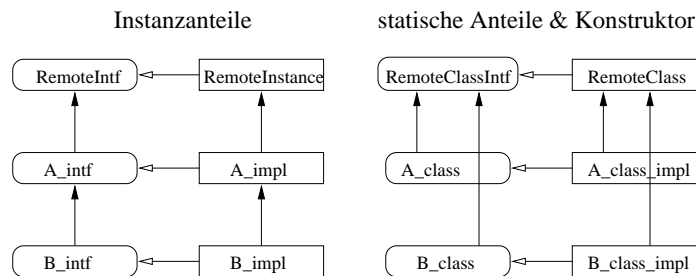 Instanzanteile
statische Anteile & Konstruktor
RemoteIntf
RemoteInstance
RemoteClassIntf
RemoteClass
A_intf
A_impl
A_class
A_class_impl
B_intf
B_impl
B_class
B_class_impl